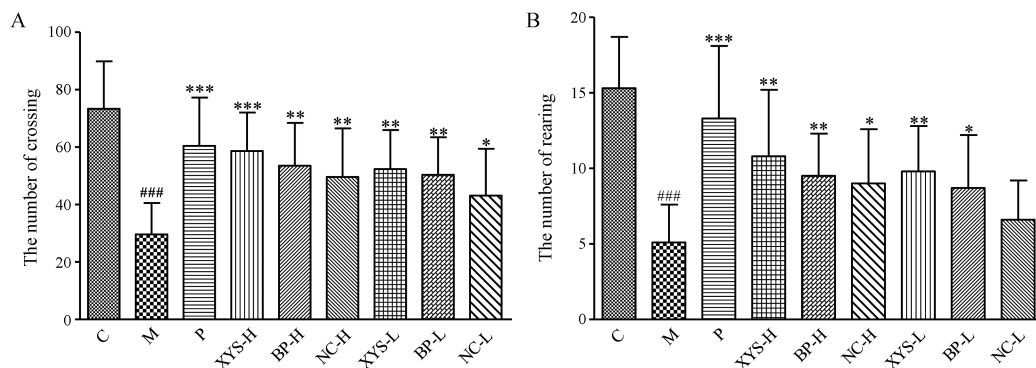 A
The number of crossing
100
80
60
40
20
0
###
***
***
**
**
**
**
*
C
M
P
XYS-H
BP-H
NC-H
XYS-L
BP-L
NC-L
B
The number of rearing
20
15
10
5
0
###
***
**
**
*
**
*
C
M
P
XYS-H
BP-H
NC-H
XYS-L
BP-L
NC-L